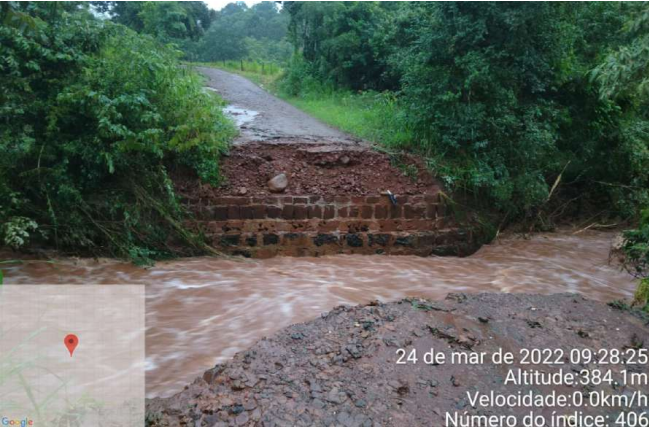 24 de mar de 2022 09:28:25
Altitude:384.1m
Velocidade:0.0km/h
Número do índice: 406
Google